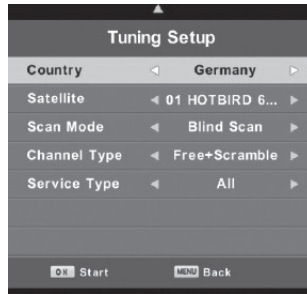 Tuning Setup
Country Germany
Satellite 01 HOTBIRD 6...
Scan Mode Blind Scan
Channel Type Free+Scramble
Service Type All
OK Start MENU Back